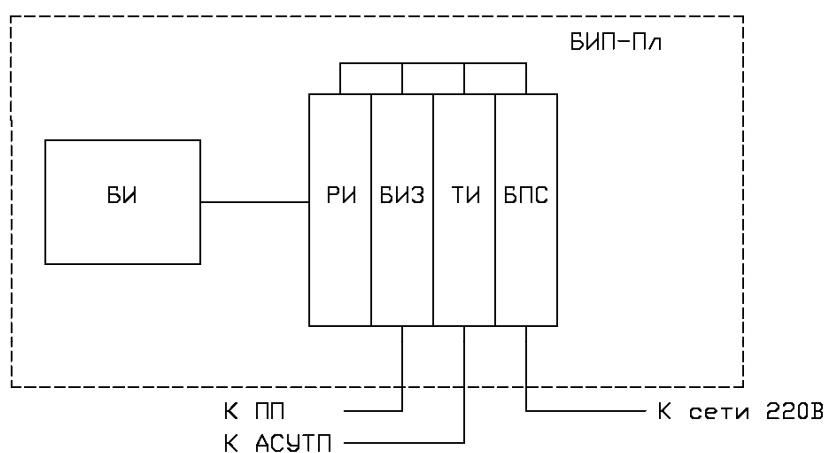 БИП-Пл
БИ
РИ
БИЗ
ТИ
БПС
К ПП
К сети 220В
К АСУТП